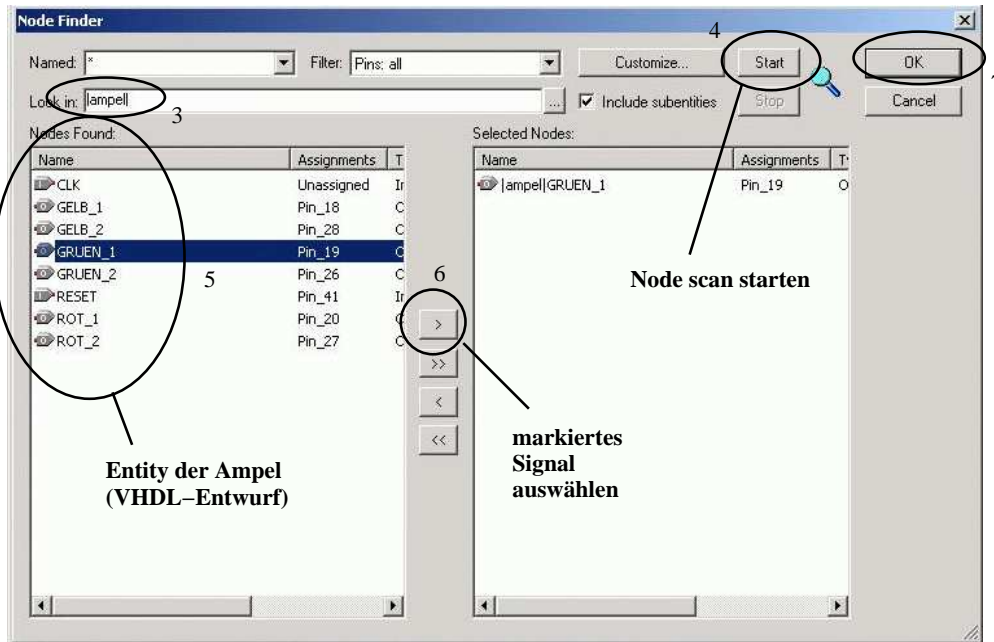 Node Finder
4
Named: * Filter: Pins: all Customize... Start OK
Look in: |ampel| ... Include subentities Stop Cancel
3
Nodes Found: Selected Nodes:
Name Assignments T Name Assignments
CLK Unassigned In |ampel|GRUEN_1 Pin_19 O
GELB_1 Pin_18
GELB_2 Pin_28
GRUEN_1 Pin_19
GRUEN_2 Pin_26
RESET Pin_41
ROT_1 Pin_20
ROT_2 Pin_27
5
6
Node scan starten
>
>>
<
<<
markiertes
Signal
auswählen
Entity der Ampel
(VHDL−Entwurf)